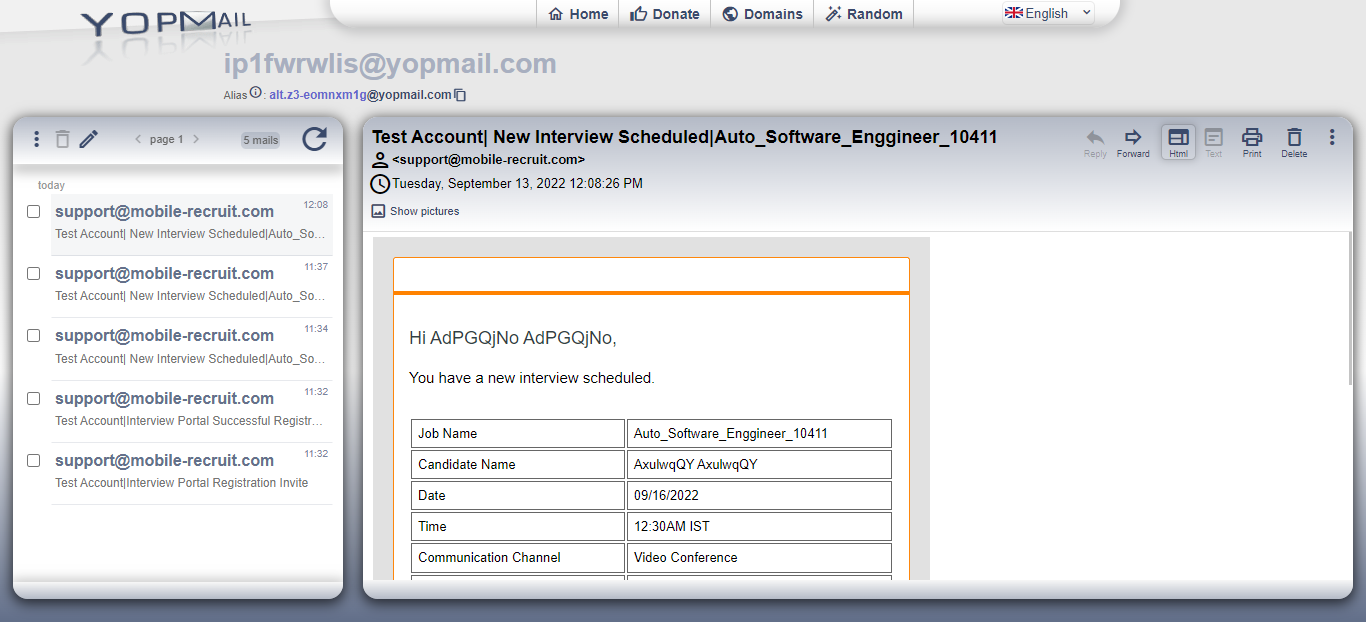 YOPMAIL
Home
Donate
Domains
Random
English
ip1fwrwlis@yopmail.com
Alias : alt.z3-eomnxm1g@yopmail.com
page 1
5 mails
today
support@mobile-recruit.com 12:08
Test Account| New Interview Scheduled|Auto_So...
support@mobile-recruit.com 11:37
Test Account| New Interview Scheduled|Auto_So...
support@mobile-recruit.com 11:34
Test Account| New Interview Scheduled|Auto_So...
support@mobile-recruit.com 11:32
Test Account|Interview Portal Successful Registr...
support@mobile-recruit.com 11:32
Test Account|Interview Portal Registration Invite
Test Account| New Interview Scheduled|Auto_Software_Enggineer_10411
<support@mobile-recruit.com>
Tuesday, September 13, 2022 12:08:26 PM
Show pictures
Reply
Forward
Html
Text
Print
Delete
Hi AdPGQjNo AdPGQjNo,
You have a new interview scheduled.
Job Name Auto_Software_Enggineer_10411
Candidate Name AxulwqQY AxulwqQY
Date 09/16/2022
Time 12:30AM IST
Communication Channel Video Conference